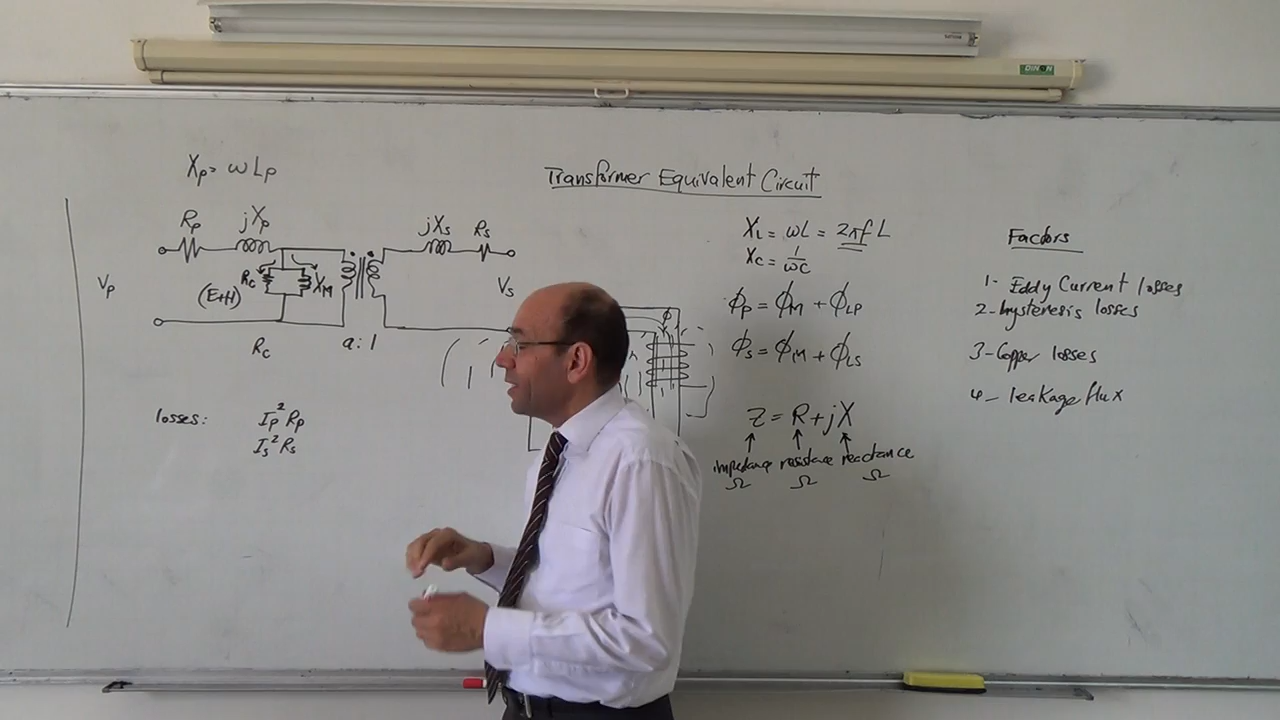 DINON
Transformer Equivalent Circuit
Xp = ωLp
Rp jXp jXs Rs
Vp (E+H) Rc XM Vs
Rc a:1
losses: Ip²Rp
Is²Rs
XL = ωL = 2πfL
Xc = 1/ωC
ϕp = ϕM + ϕLP
ϕs = ϕM + ϕLS
Z = R + jX
impedance resistance reactance
Ω Ω Ω
Factors
1- Eddy Current losses
2- hysteresis losses
3- Copper losses
4- leakage flux